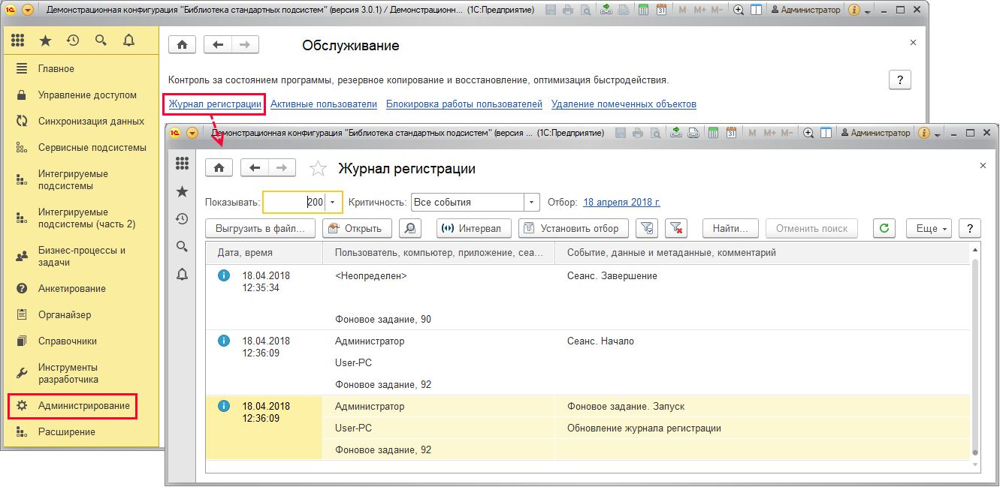 Демонстрационная конфигурация "Библиотека стандартных подсистем" (версия 3.0.1) / Демонстрационн... (1С:Предприятие)
M M+ M-
Администратор
Обслуживание
Контроль за состоянием программы, резервное копирование и восстановление, оптимизация быстродействия.
?
Журнал регистрации Активные пользователи Блокировка работы пользователей Удаление помеченных объектов
Главное
Управление доступом
Синхронизация данных
Сервисные подсистемы
Интегрируемые
подсистемы
Интегрируемые
подсистемы (часть 2)
Бизнес-процессы и
задачи
Анкетирование
Органайзер
Справочники
Инструменты
разработчика
Администрирование
Расширение
Демонстрационная конфигурация "Библиотека стандартных подсистем" (версия ... (1С:Предприятие)
M M+ M-
Администратор
Журнал регистрации
Показывать: 200 Критичность: Все события Отбор: 18 апреля 2018 г.
Выгрузить в файл... Открыть Интервал Установить отбор Найти... Отменить поиск Еще ?
Дата, время Пользователь, компьютер, приложение, сеа... Событие, данные и метаданные, комментарий
18.04.2018 <Неопределен> Сеанс. Завершение
12:35:34
Фоновое задание, 90
18.04.2018 Администратор Сеанс. Начало
12:36:09
User-PC
Фоновое задание, 92
18.04.2018 Администратор Фоновое задание. Запуск
12:36:09
User-PC Обновление журнала регистрации
Фоновое задание, 92